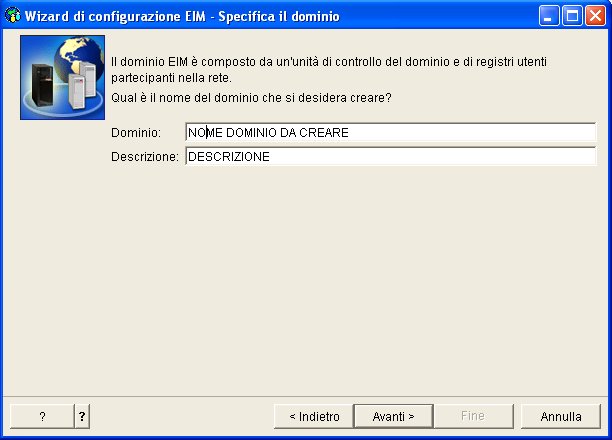 Wizard di configurazione EIM - Specifica il dominio
Il dominio EIM è composto da un'unità di controllo del dominio e di registri utenti
partecipanti nella rete.
Qual è il nome del dominio che si desidera creare?
Dominio: NOME DOMINIO DA CREARE
Descrizione: DESCRIZIONE
? ? < Indietro Avanti > Fine Annulla